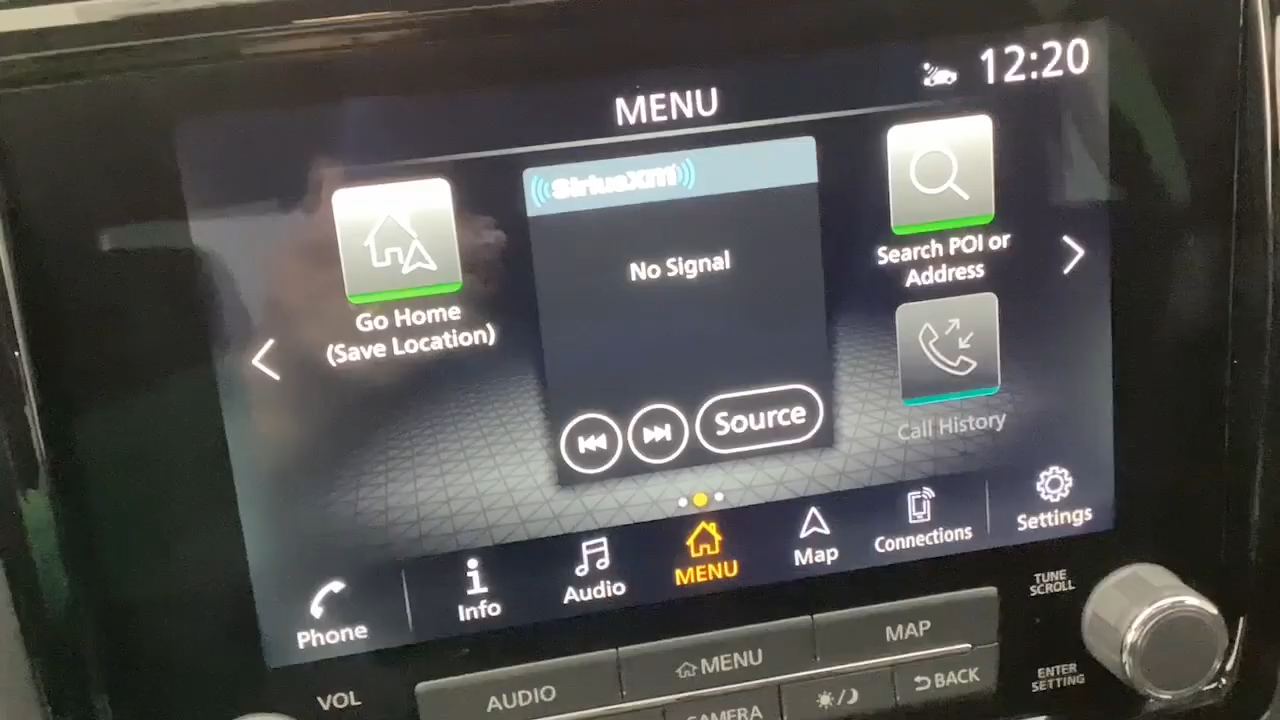 MENU
12:20
SiriusXM
No Signal
Source
Go Home
(Save Location)
Search POI or
Address
Call History
Phone
Info
Audio
MENU
Map
Connections
Settings
VOL
AUDIO
MENU
MAP
CAMERA
BACK
TUNE
SCROLL
ENTER
SETTING